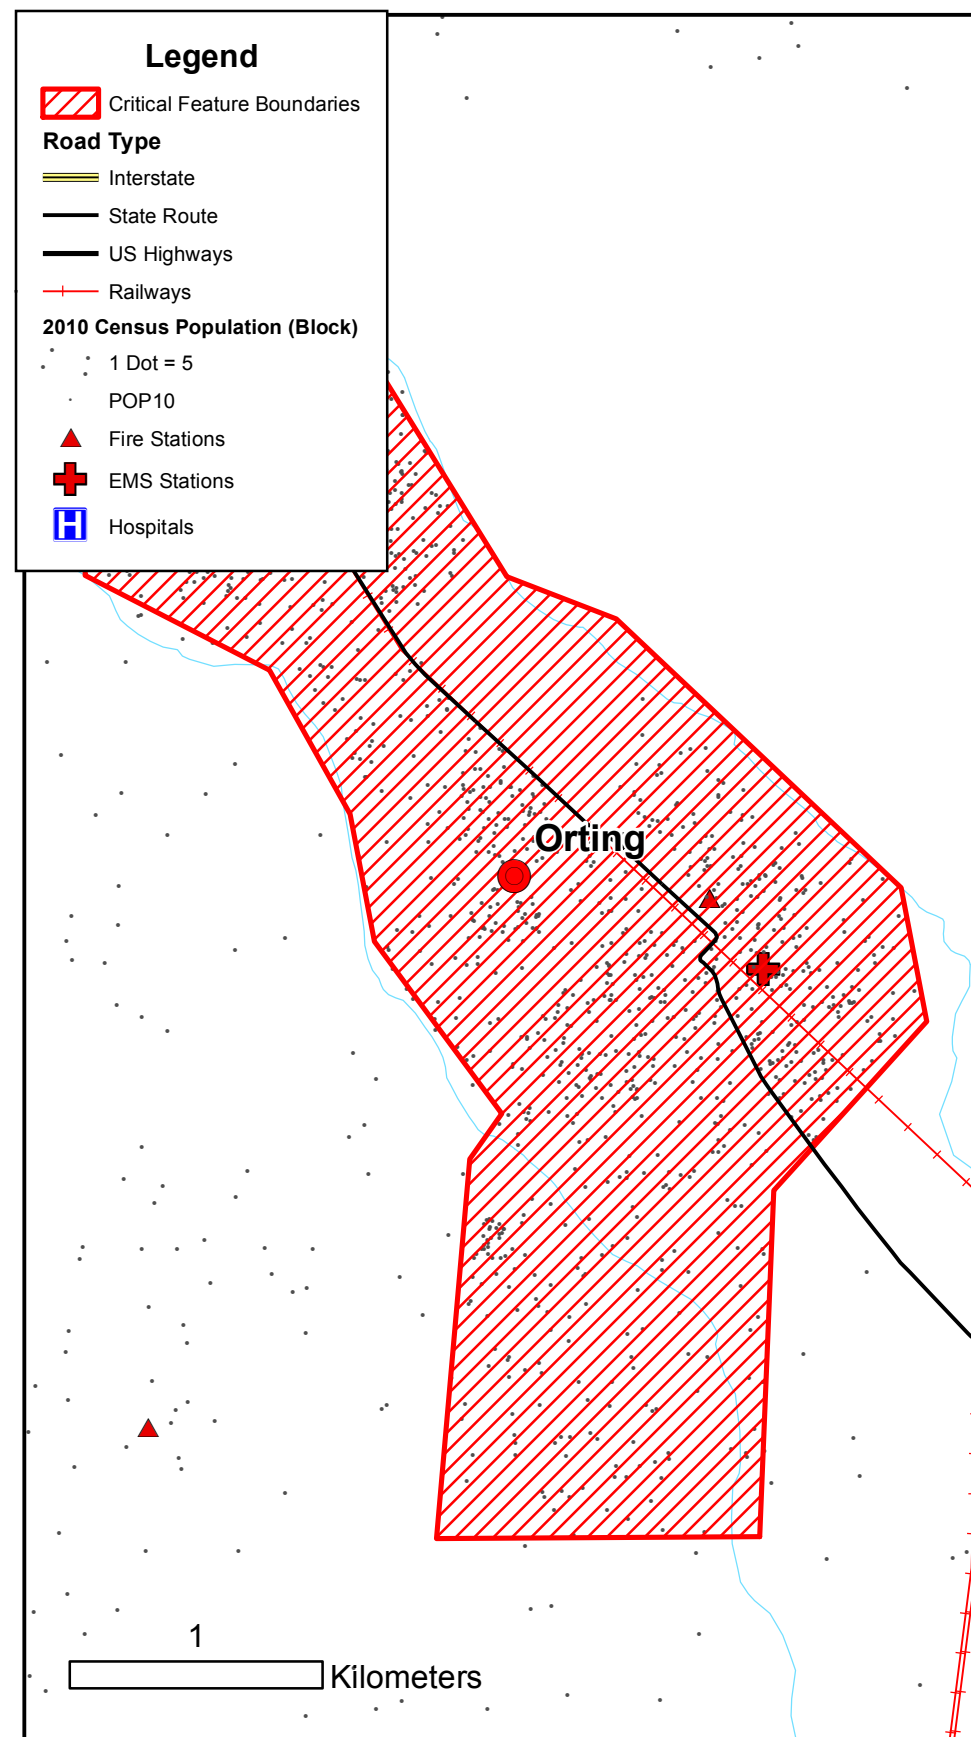 Legend
Critical Feature Boundaries
Road Type
Interstate
State Route
US Highways
Railways
2010 Census Population (Block)
1 Dot = 5
POP10
Fire Stations
EMS Stations
H Hospitals
Orting
1
Kilometers